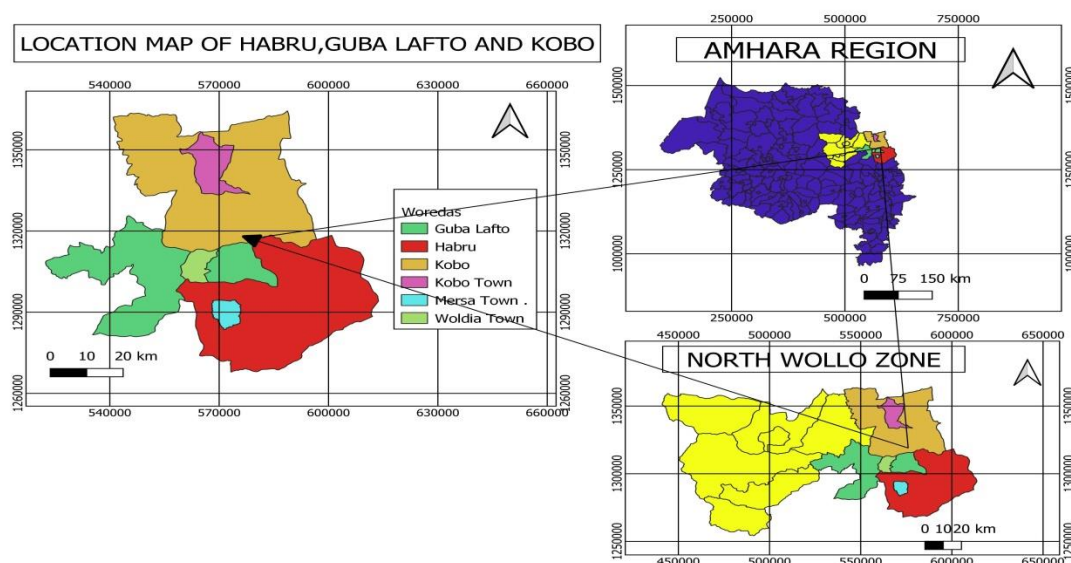 LOCATION MAP OF HABRU,GUBA LAFTO AND KOBO
540000 570000 600000 630000 660000
1350000
1320000
1290000
1260000
Woredas
Guba Lafto
Habru
Kobo
Kobo Town
Mersa Town .
Woldia Town
0 10 20 km
540000 570000 600000 630000 660000
1260000
1290000
1320000
1350000
250000 500000 750000
AMHARA REGION
1500000
1250000
1000000
0 75 150 km
250000 500000 750000
1500000
1250000
1000000
450000 500000 550000 600000 650000
NORTH WOLLO ZONE
1350000
1300000
1250000
0 1020 km
450000 500000 550000 600000 650000
1350000
1300000
1250000